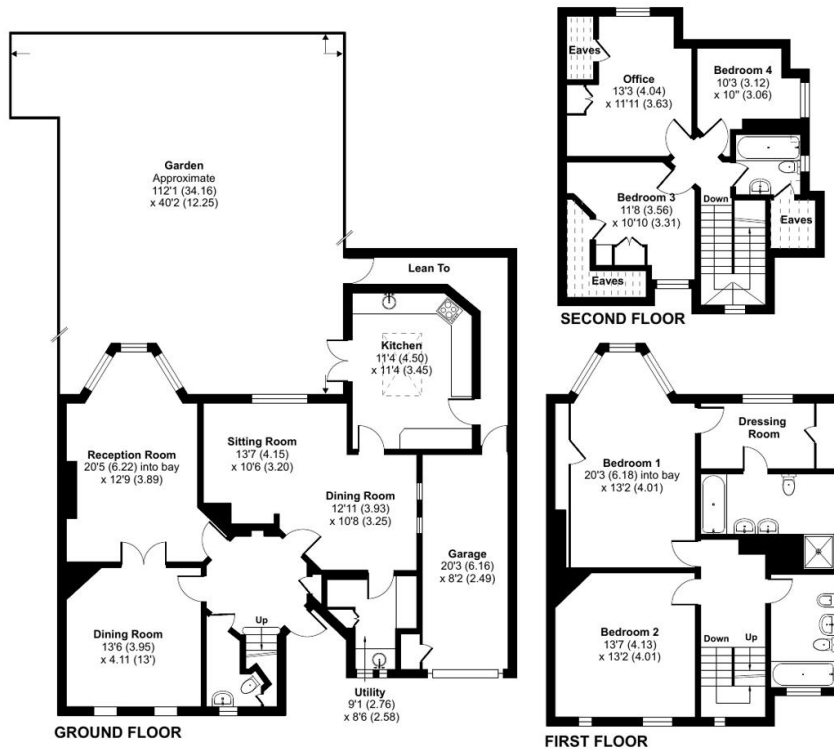 Garden
Approximate
112'1 (34.16)
x 40'2 (12.25)
Lean To
Kitchen
11'4 (4.50)
x 11'4 (3.45)
Reception Room
20'5 (6.22) into bay
x 12'9 (3.89)
Sitting Room
13'7 (4.15)
x 10'6 (3.20)
Dining Room
12'11 (3.93)
x 10'8 (3.25)
Garage
20'3 (6.16)
x 8'2 (2.49)
Dining Room
13'6 (3.95)
x 4.11 (13')
Up
Utility
9'1 (2.76)
x 8'6 (2.58)
GROUND FLOOR
Eaves
Office
13'3 (4.04)
x 11'11 (3.63)
Bedroom 4
10'3 (3.12)
x 10" (3.06)
Bedroom 3
11'8 (3.56)
x 10'10 (3.31)
Down
Eaves
Eaves
SECOND FLOOR
Dressing
Room
Bedroom 1
20'3 (6.18) into bay
x 13'2 (4.01)
Bedroom 2
13'7 (4.13)
x 13'2 (4.01)
Down
Up
FIRST FLOOR